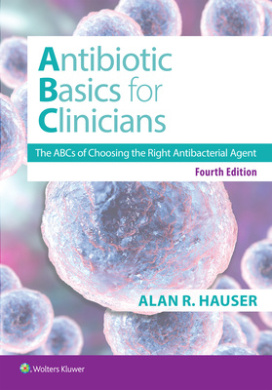 Antibiotic
Basics for
Clinicians
The ABCs of Choosing the Right Antibacterial Agent
Fourth Edition
ALAN R. HAUSER
Wolters Kluwer